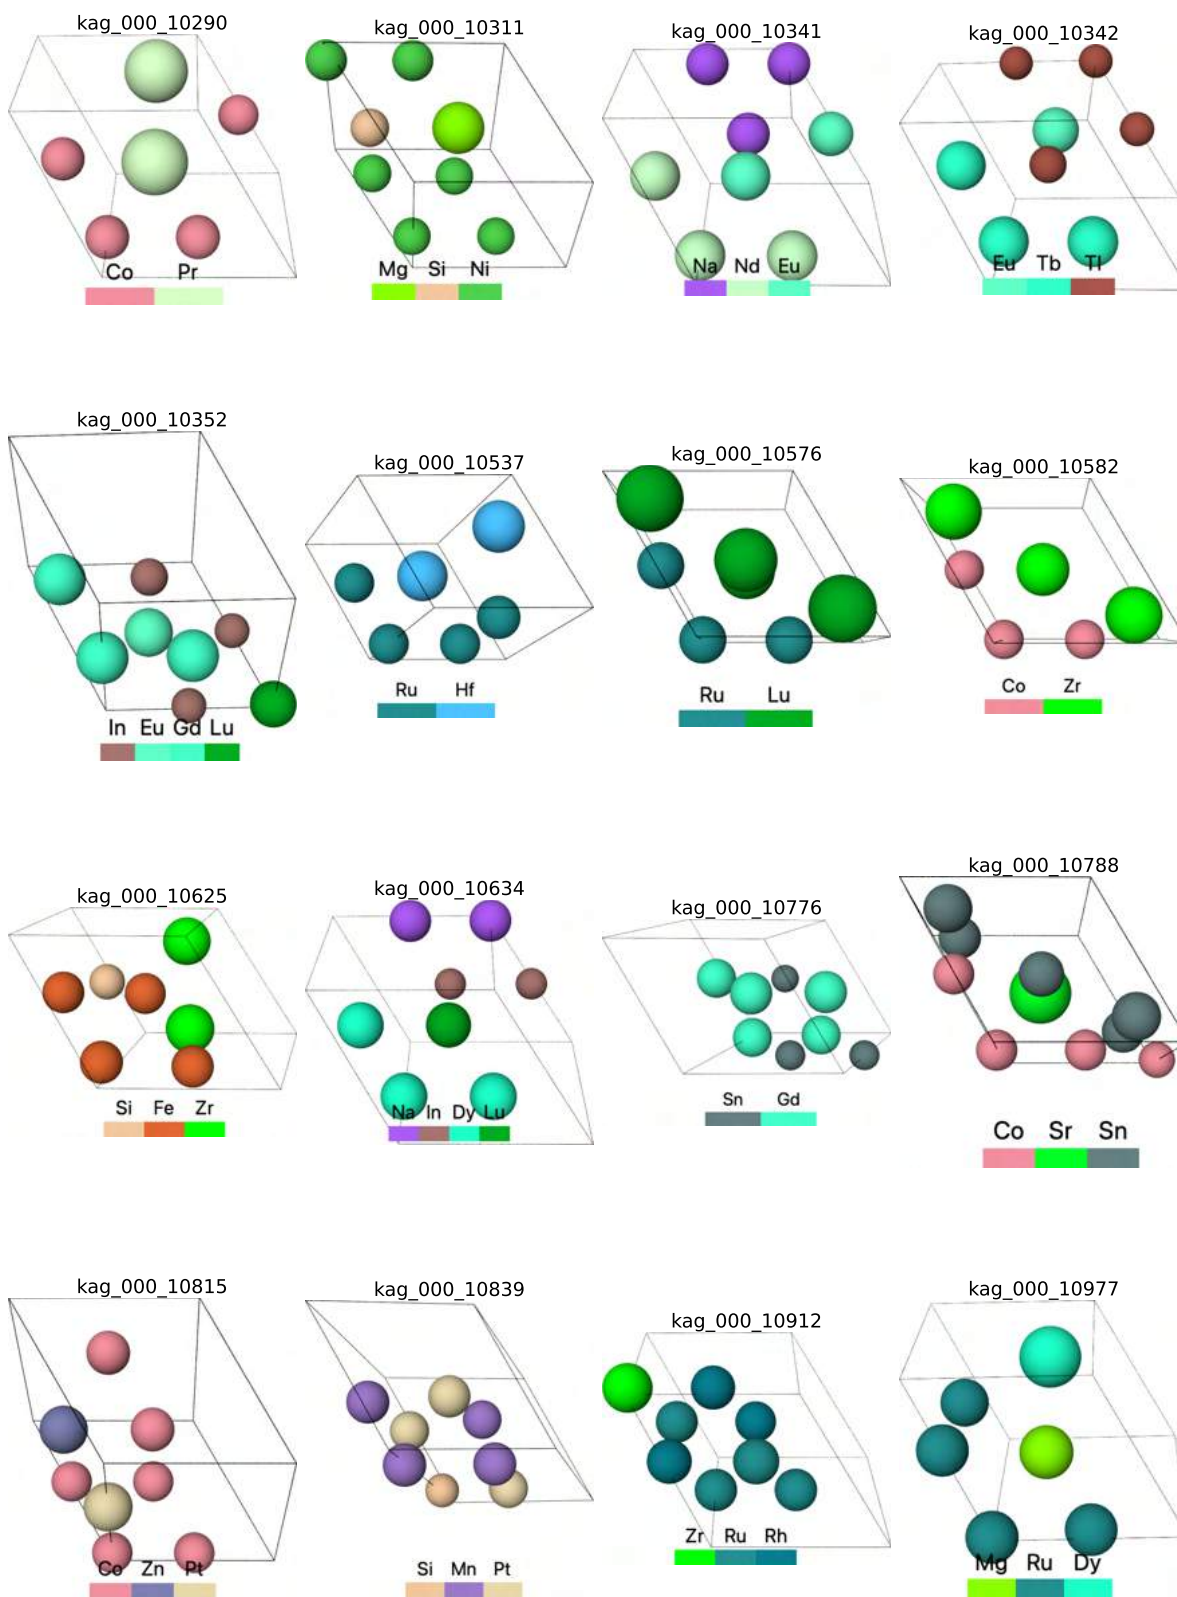 kag_000_10290
kag_000_10311
kag_000_10341
kag_000_10342
Co Pr
Mg Si Ni
Na Nd Eu
Eu Tb Tl
kag_000_10352
kag_000_10537
kag_000_10576
kag_000_10582
In Eu Gd Lu
Ru Hf
Ru Lu
Co Zr
kag_000_10625
kag_000_10634
kag_000_10776
kag_000_10788
Si Fe Zr
Na In Dy Lu
Sn Gd
Co Sr Sn
kag_000_10815
kag_000_10839
kag_000_10912
kag_000_10977
Co Zn Pt
Si Mn Pt
Zr Ru Rh
Mg Ru Dy